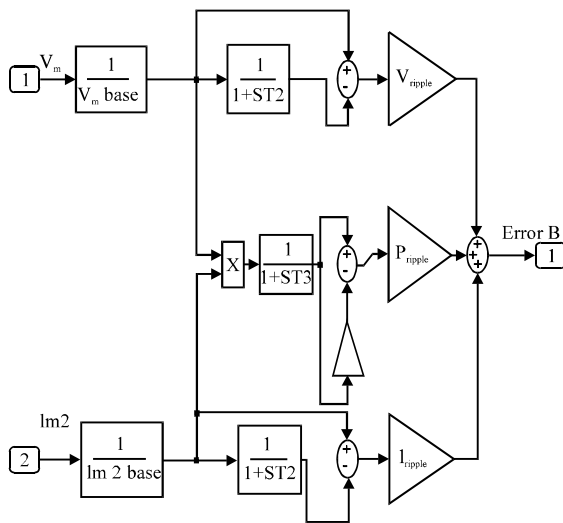 V_m
1
1
V_m base
1
1+ST2
+
-
V_ripple
X
1
1+ST3
+
-
P_ripple
+
+
+
Error B
1
lm2
2
1
lm 2 base
1
1+ST2
+
-
l_ripple